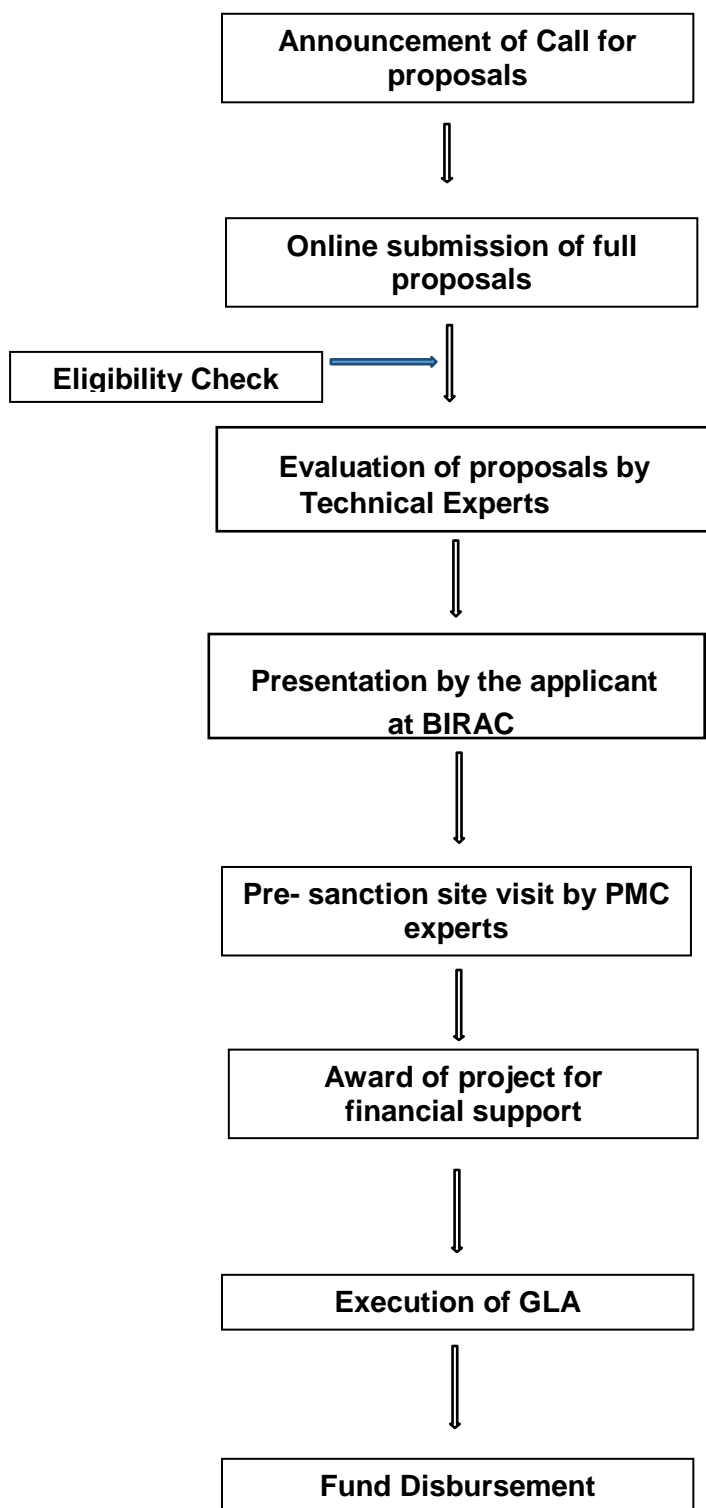 Announcement of Call for
proposals
Online submission of full
proposals
Eligibility Check
Evaluation of proposals by
Technical Experts
Presentation by the applicant
at BIRAC
Pre- sanction site visit by PMC
experts
Award of project for
financial support
Execution of GLA
Fund Disbursement